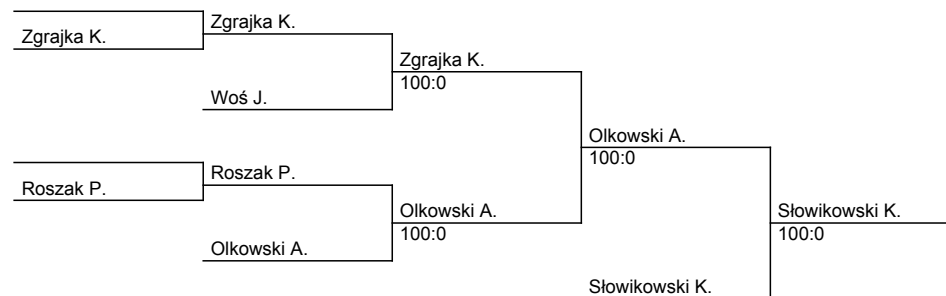 Zgrajka K.
Zgrajka K.
Zgrajka K.
100:0
Woś J.
Olkowski A.
100:0
Roszak P.
Roszak P.
Olkowski A.
100:0
Słowikowski K.
100:0
Olkowski A.
Słowikowski K.